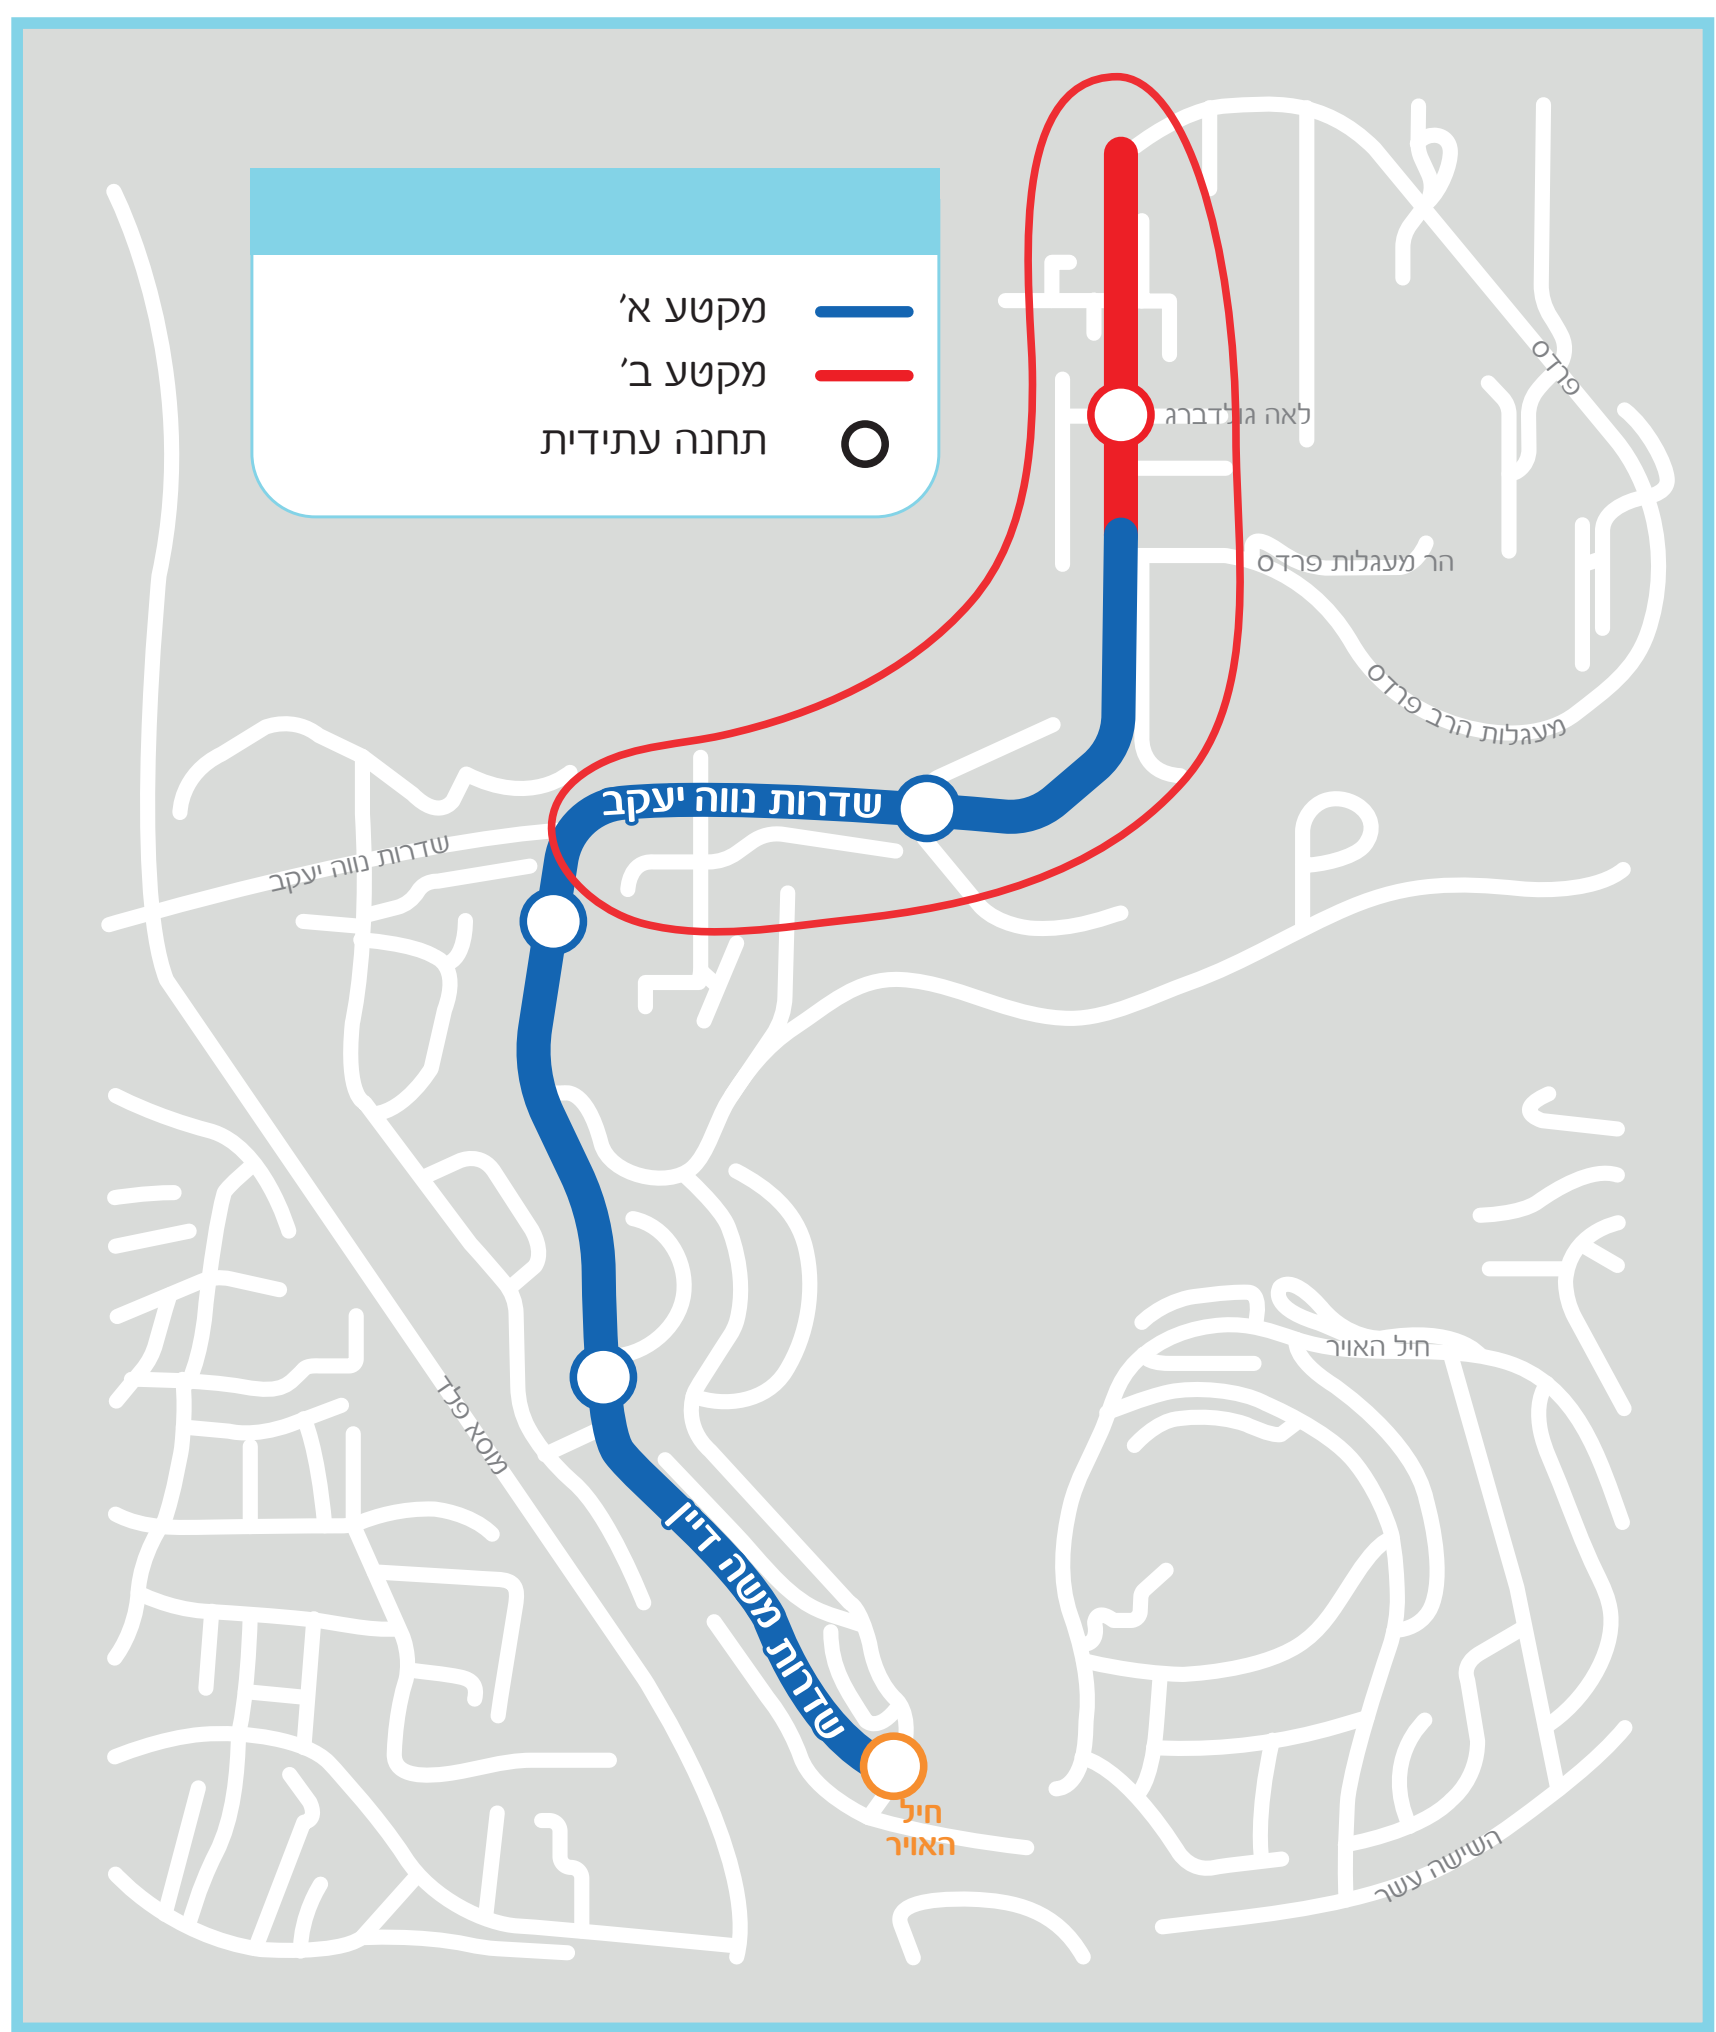 מקטע א'
מקטע ב'
תחנה עתידית
פרדס
לאה גולדברג
הר מעגלות פרדס
מעגלות הרב פרדס
שדרות נווה יעקב
שדרות נווה יעקב
חיל האויר
מוסא פלד
שדרות משה דיין
חיל
האויר
השישה עשר